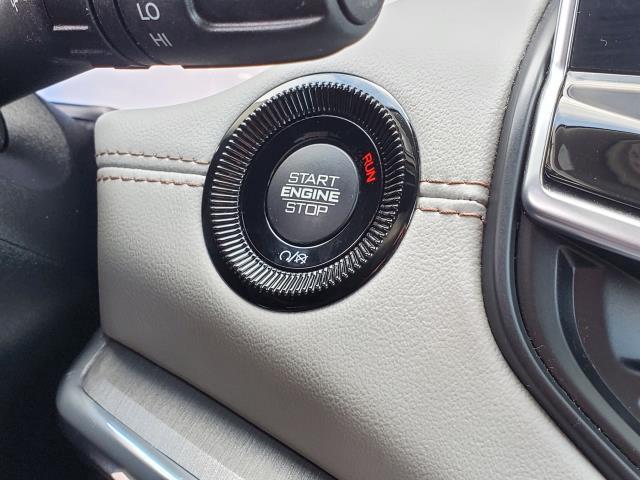 LO
HI
START
ENGINE
STOP
RUN